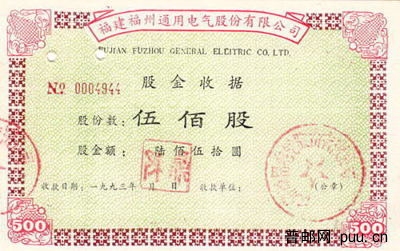 福建福州通用电气股份有限公司
FUJIAN FUZHOU GENERAL ELEITRIC CO. LTD.
№ 0004944
股金收据
股份数: 伍佰股
股金额: 陆佰伍拾圆
收款日期: 一九九三年 月 日 收款单位: (公章)
500 500
普邮网 puu.cn